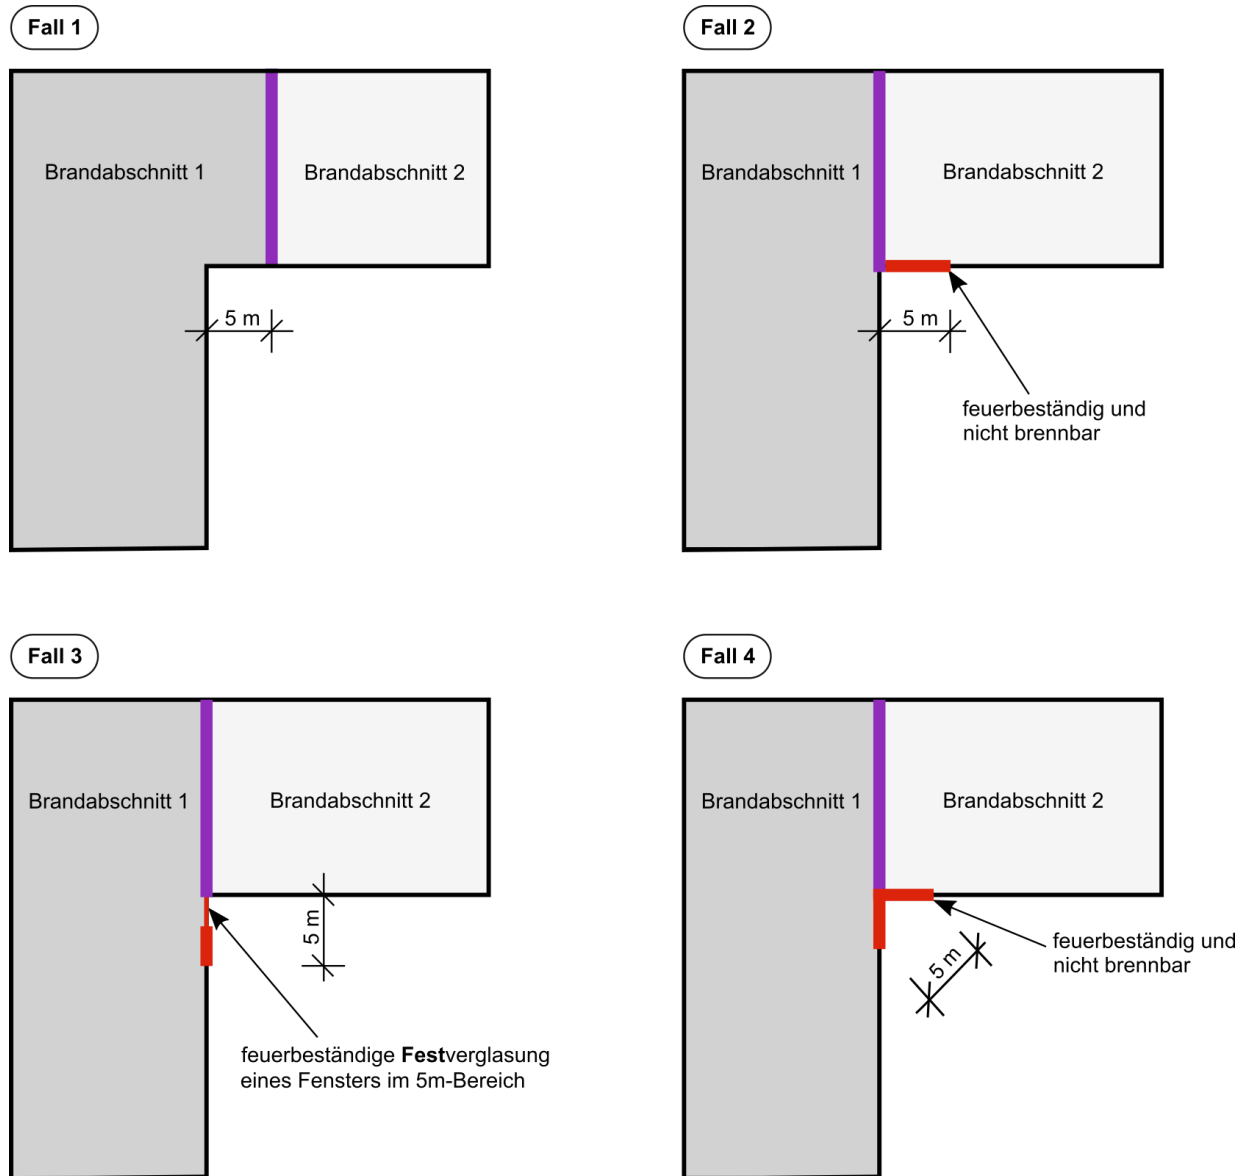 Fall 1
Brandabschnitt 1
Brandabschnitt 2
5 m
Fall 2
Brandabschnitt 1
Brandabschnitt 2
5 m
feuerbeständig und
nicht brennbar
Fall 3
Brandabschnitt 1
Brandabschnitt 2
5 m
feuerbeständige Festverglasung
eines Fensters im 5m-Bereich
Fall 4
Brandabschnitt 1
Brandabschnitt 2
5 m
feuerbeständig und
nicht brennbar